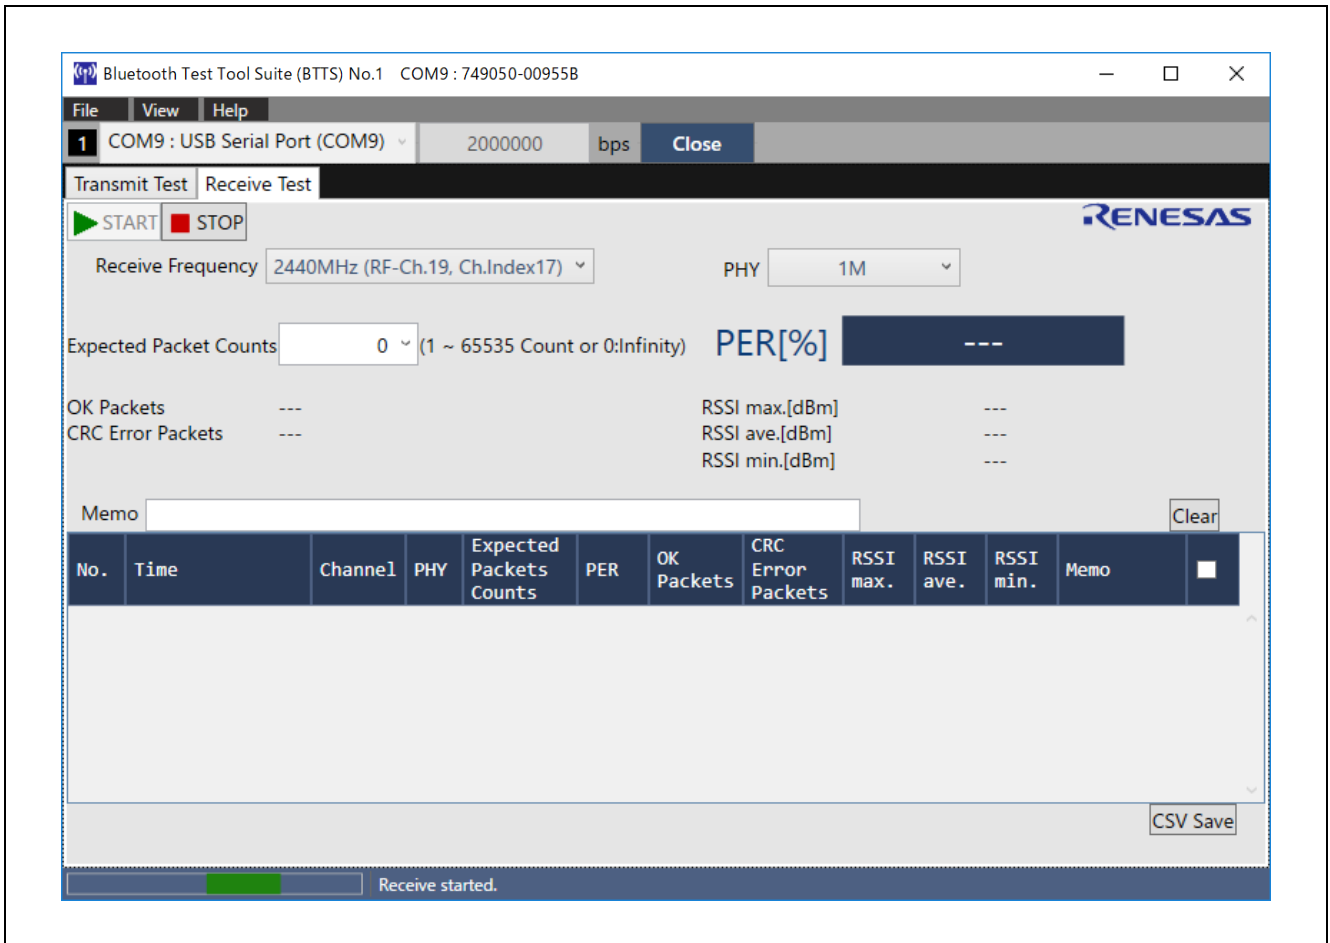 Bluetooth Test Tool Suite (BTTS) No.1 COM9 : 749050-00955B
File View Help
1 COM9 : USB Serial Port (COM9) 2000000 bps Close
Transmit Test Receive Test
START STOP RENESAS
Receive Frequency 2440MHz (RF-Ch.19, Ch.Index17) PHY 1M
Expected Packet Counts 0 (1 ~ 65535 Count or 0:Infinity) PER[%] ---
OK Packets --- RSSI max.[dBm] ---
CRC Error Packets --- RSSI ave.[dBm] ---
RSSI min.[dBm] ---
Memo Clear
No. Time Channel PHY Expected Packets Counts PER OK Packets CRC Error Packets RSSI max. RSSI ave. RSSI min. Memo
CSV Save
Receive started.